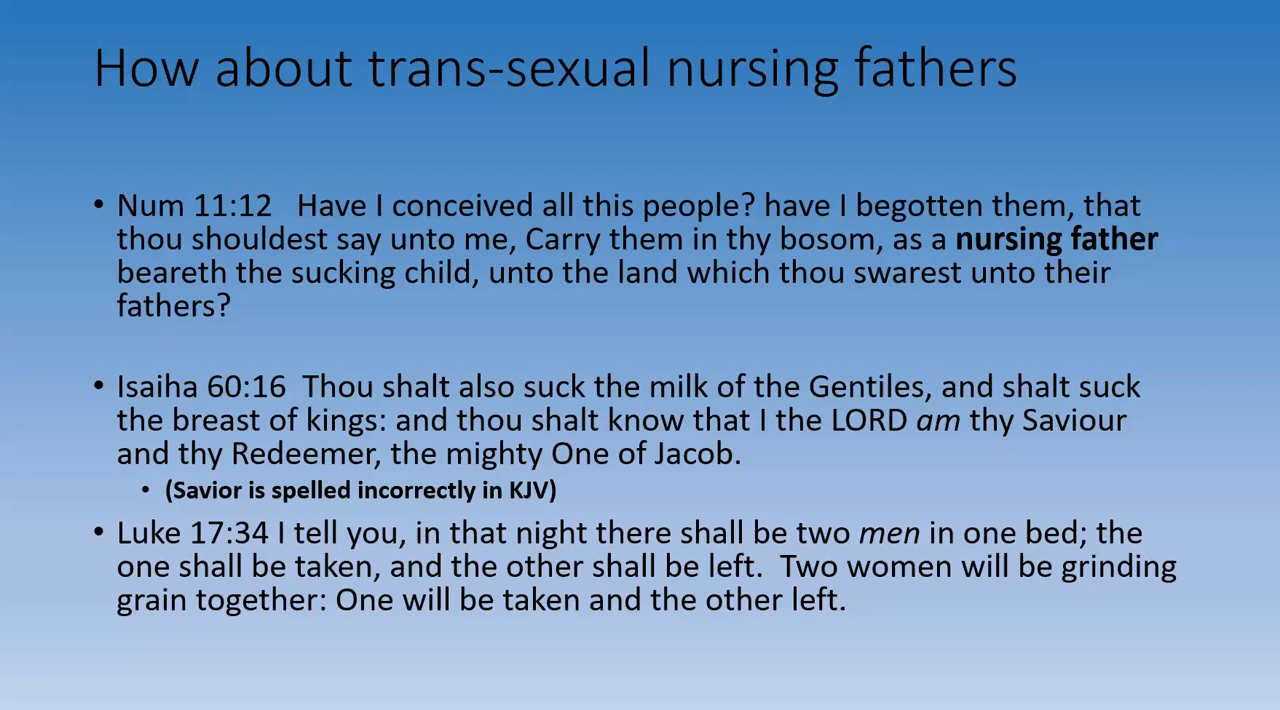 How about trans-sexual nursing fathers
• Num 11:12   Have I conceived all this people? have I begotten them, that
thou shouldest say unto me, Carry them in thy bosom, as a nursing father
beareth the sucking child, unto the land which thou swarest unto their
fathers?
• Isaiha 60:16  Thou shalt also suck the milk of the Gentiles, and shalt suck
the breast of kings: and thou shalt know that I the LORD am thy Saviour
and thy Redeemer, the mighty One of Jacob.
• (Savior is spelled incorrectly in KJV)
• Luke 17:34 I tell you, in that night there shall be two men in one bed; the
one shall be taken, and the other shall be left.  Two women will be grinding
grain together: One will be taken and the other left.